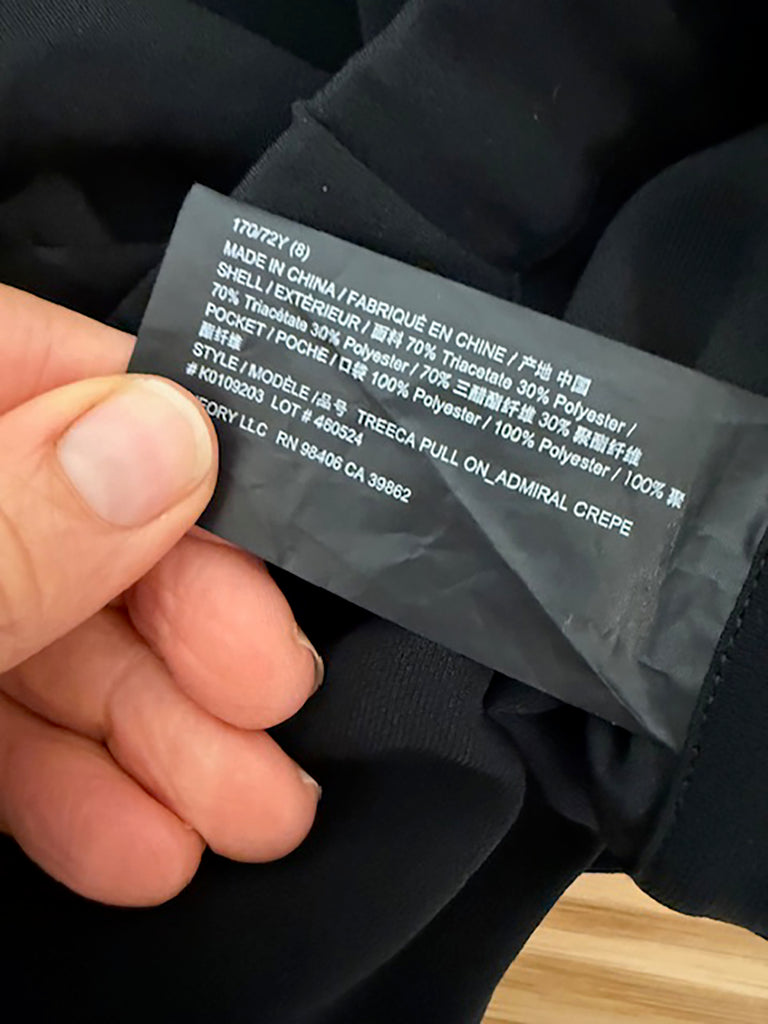 170/72Y (8)
MADE IN CHINA / FABRIQUÉ EN CHINE / 产地 中国
SHELL / EXTÉRIEUR / 面料 70% Triacetate 30% Polyester /
70% Triacétate 30% Polyester / 70% 三醋酯纤维 30% 聚酯纤维
POCKET / POCHE / 口袋 100% Polyester / 100% Polyester / 100% 聚
酯纤维
STYLE / MODÈLE /品号 TREECA PULL ON_ADMIRAL CREPE
# K0109203 LOT # 460524
EORY LLC RN 98406 CA 39862